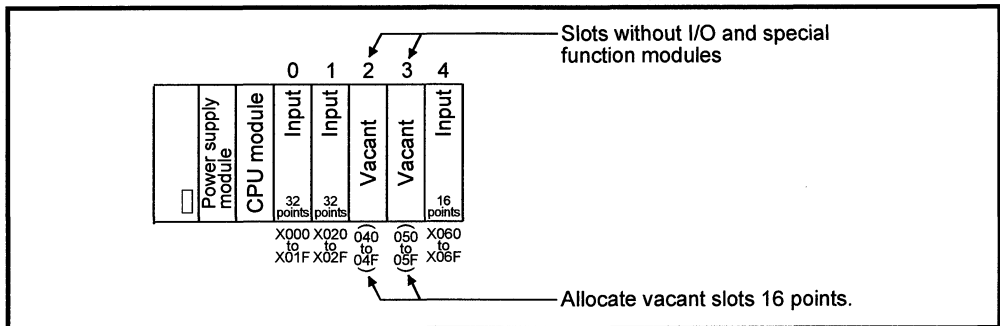 Slots without I/O and special
function modules
0 1 2 3 4
Power supply
module
CPU module
Input
Input
Vacant
Vacant
Input
32
points
32
points
16
points
X000
to
X01F
X020
to
X02F
(040
to
04F)
(050
to
05F)
X060
to
X06F
Allocate vacant slots 16 points.